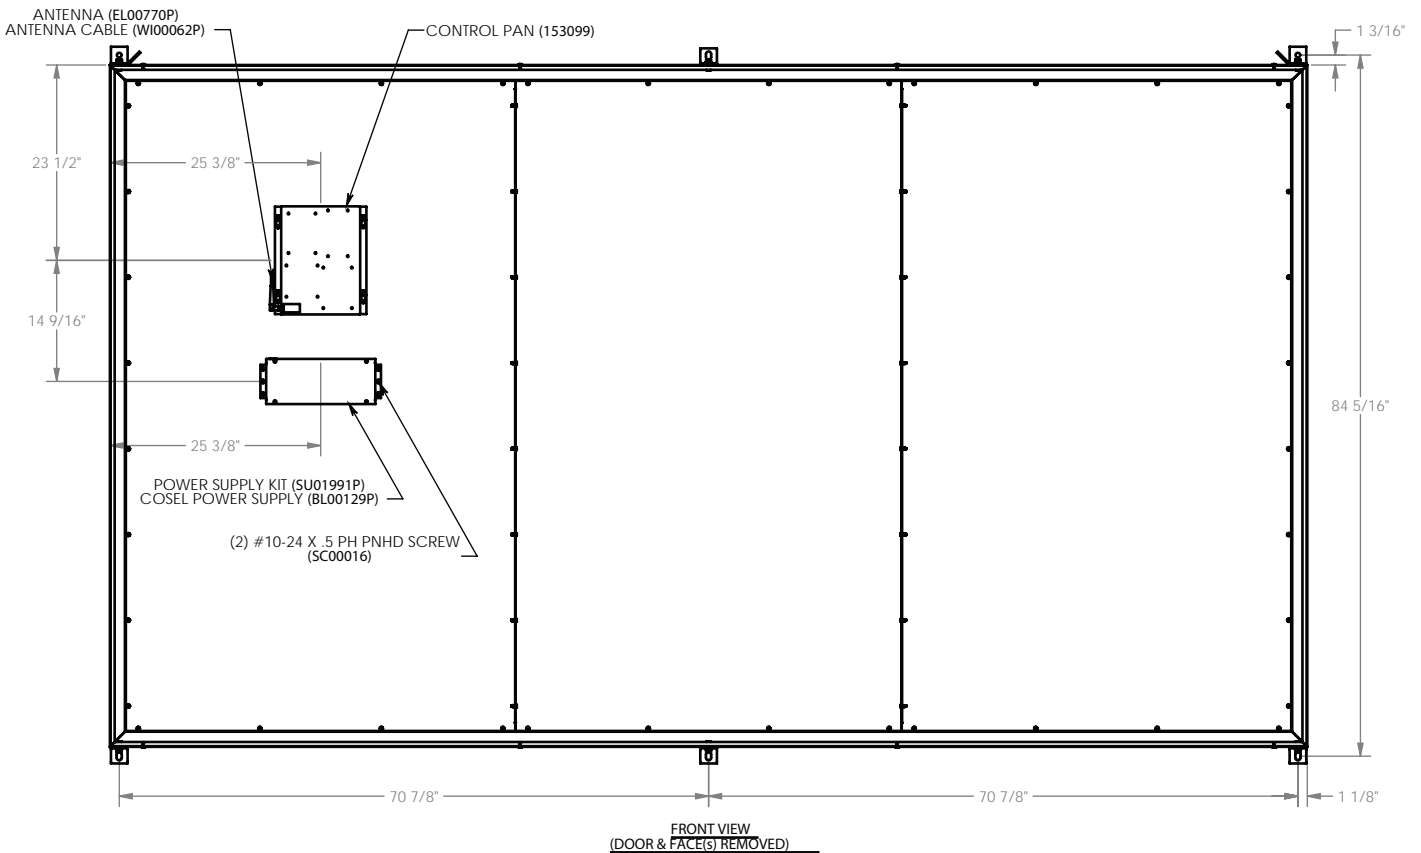 ANTENNA (EL00770P)
ANTENNA CABLE (WI00062P)
CONTROL PAN (153099)
1 3/16"
23 1/2"
25 3/8"
14 9/16"
84 5/16"
25 3/8"
POWER SUPPLY KIT (SU01991P)
COSEL POWER SUPPLY (BL00129P)
(2) #10-24 X .5 PH PNHD SCREW
(SC00016)
70 7/8"
70 7/8"
1 1/8"
FRONT VIEW
(DOOR & FACE(s) REMOVED)